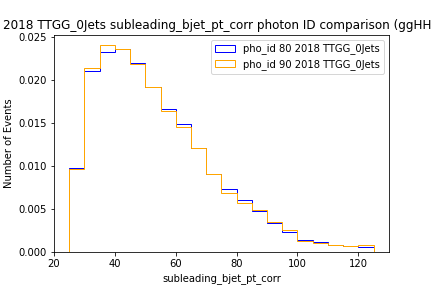 2018 TTGG_0Jets subleading_bjet_pt_corr photon ID comparison (ggHH
pho_id 80 2018 TTGG_0Jets
pho_id 90 2018 TTGG_0Jets
Number of Events
0.025
0.020
0.015
0.010
0.005
0.000
20 40 60 80 100 120
subleading_bjet_pt_corr